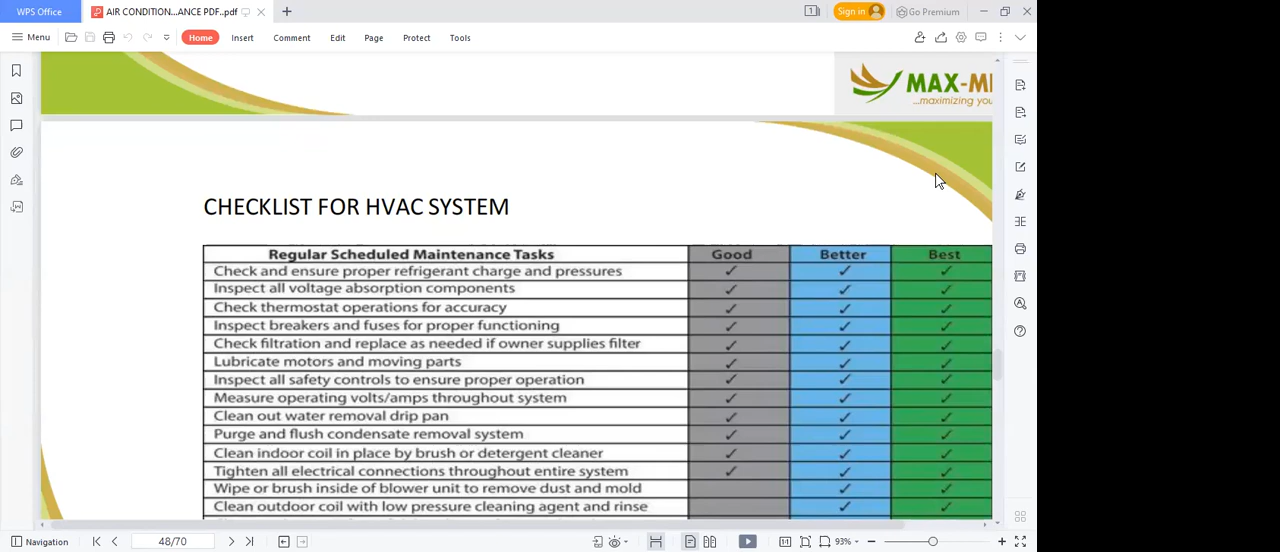 WPS Office
AIR CONDITION...ANCE PDF..pdf
Sign in
Go Premium
Menu
Home
Insert
Comment
Edit
Page
Protect
Tools
MAX-MI
...maximizing you
CHECKLIST FOR HVAC SYSTEM
Regular Scheduled Maintenance Tasks Good Better Best
Check and ensure proper refrigerant charge and pressures ✓ ✓ ✓
Inspect all voltage absorption components ✓ ✓ ✓
Check thermostat operations for accuracy ✓ ✓ ✓
Inspect breakers and fuses for proper functioning ✓ ✓ ✓
Check filtration and replace as needed if owner supplies filter ✓ ✓ ✓
Lubricate motors and moving parts ✓ ✓ ✓
Inspect all safety controls to ensure proper operation ✓ ✓ ✓
Measure operating volts/amps throughout system ✓ ✓ ✓
Clean out water removal drip pan ✓ ✓ ✓
Purge and flush condensate removal system ✓ ✓ ✓
Clean indoor coil in place by brush or detergent cleaner ✓ ✓ ✓
Tighten all electrical connections throughout entire system ✓ ✓ ✓
Wipe or brush inside of blower unit to remove dust and mold ✓ ✓
Clean outdoor coil with low pressure cleaning agent and rinse ✓ ✓
Navigation
48/70
93%